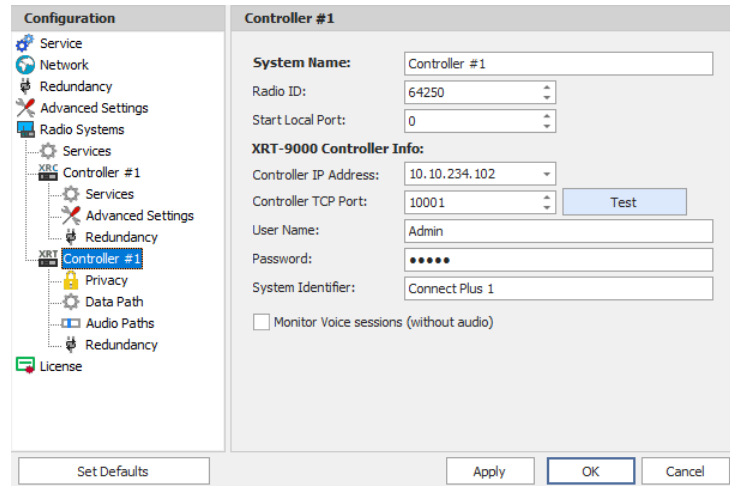 Configuration
Service
Network
Redundancy
Advanced Settings
Radio Systems
Services
XRC Controller #1
Services
Advanced Settings
Redundancy
XRT Controller #1
Privacy
Data Path
Audio Paths
Redundancy
License
Controller #1
System Name: Controller #1
Radio ID: 64250
Start Local Port: 0
XRT-9000 Controller Info:
Controller IP Address: 10.10.234.102
Controller TCP Port: 10001 Test
User Name: Admin
Password: •••••
System Identifier: Connect Plus 1
Monitor Voice sessions (without audio)
Set Defaults Apply OK Cancel